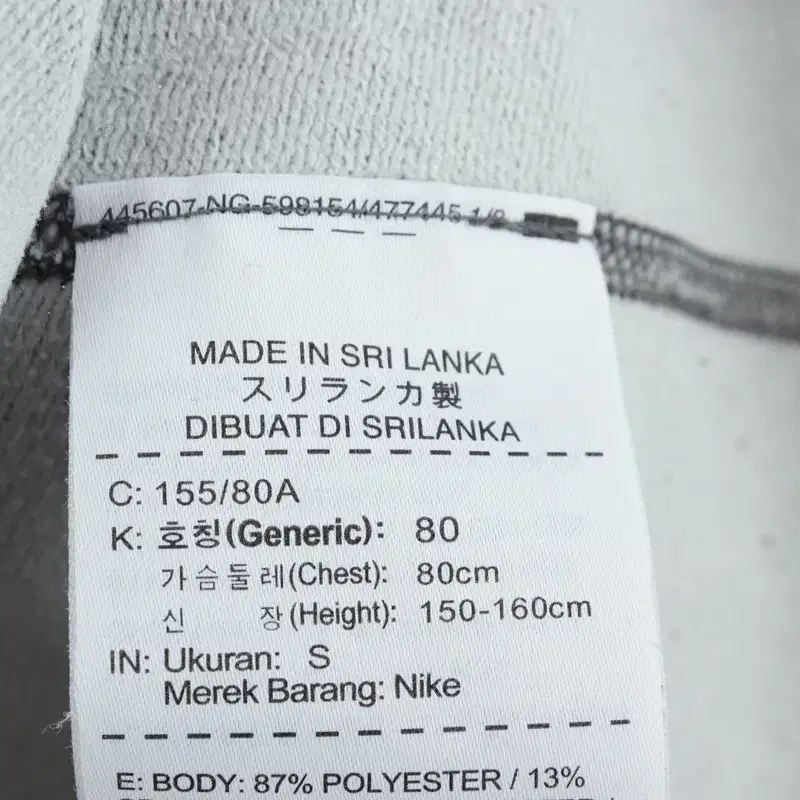 445607-NG-598154/477445 1/8
MADE IN SRI LANKA
スリランカ製
DIBUAT DI SRILANKA
C: 155/80A
K: 호칭(Generic): 80
가슴둘레(Chest): 80cm
신 장(Height): 150-160cm
IN: Ukuran: S
Merek Barang: Nike
E: BODY: 87% POLYESTER / 13%